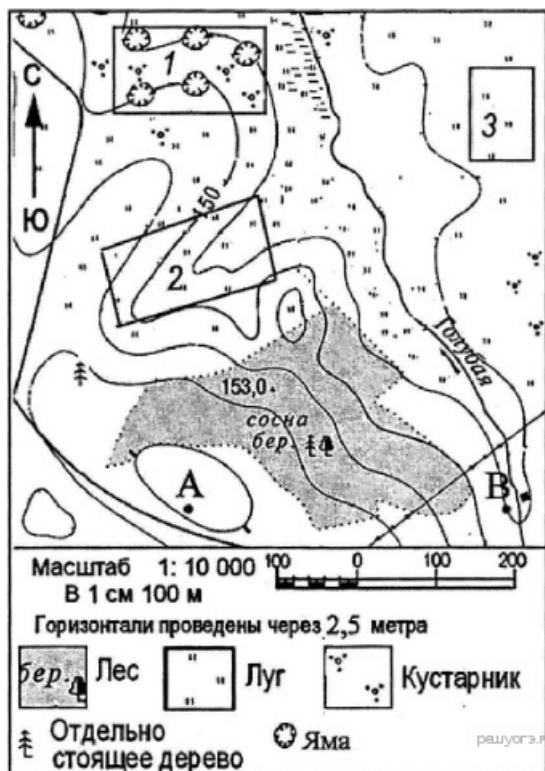 1
С
3
150
Ю
2
Голубая
153,0
сосна
бер.
А
В
Масштаб 1: 10 000
100 0 100 200
В 1 см 100 м
Горизонтали проведены через 2,5 метра
бер. Лес Луг Кустарник
Отдельно
стоящее дерево
Яма
решуогэ.р